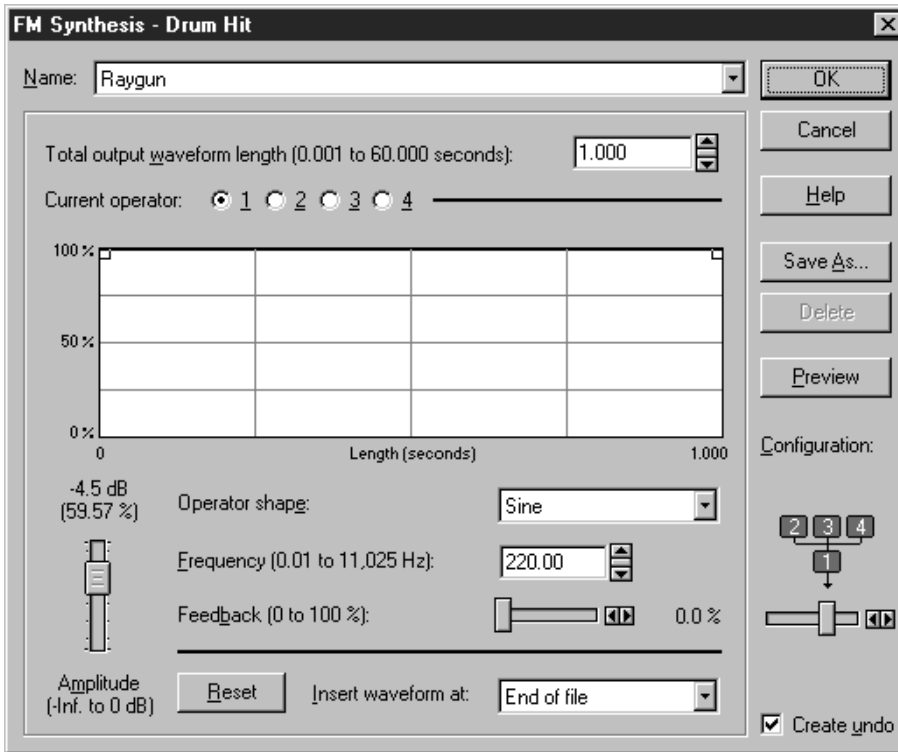 FM Synthesis - Drum Hit
Name: Raygun
OK
Cancel
Total output waveform length (0.001 to 60.000 seconds): 1.000
Current operator: 1 2 3 4
Help
100 %
50 %
0 %
0 Length (seconds) 1.000
Save As...
Delete
Preview
Configuration:
2 3 4
1
-4.5 dB
(59.57 %)
Operator shape: Sine
Frequency (0.01 to 11,025 Hz): 220.00
Feedback (0 to 100 %): 0.0 %
Amplitude
(-Inf. to 0 dB)
Reset
Insert waveform at: End of file
Create undo